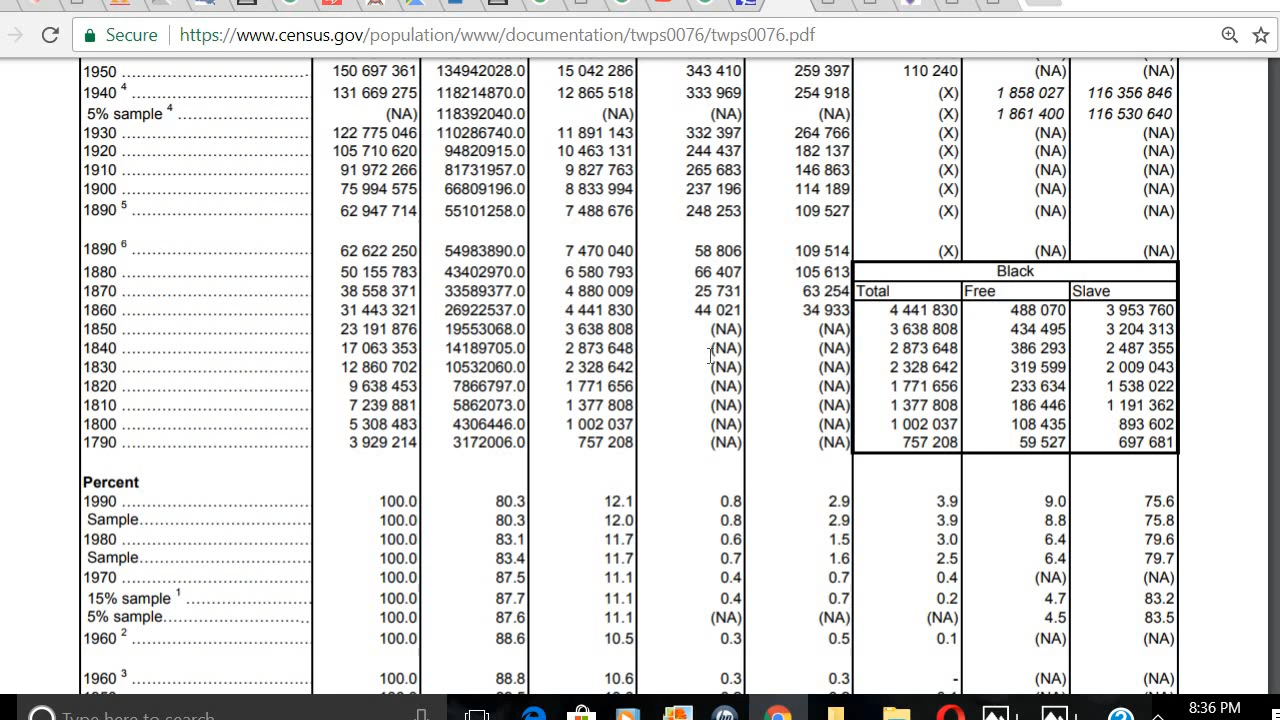 Secure https://www.census.gov/population/www/documentation/twps0076/twps0076.pdf
1950 150 697 361 134942028.0 15 042 286 343 410 259 397 110 240 (NA) (NA)
1940 4 131 669 275 118214870.0 12 865 518 333 969 254 918 (X) 1 858 027 116 356 846
5% sample 4 (NA) 118392040.0 (NA) (NA) (NA) (X) 1 861 400 116 530 640
1930 122 775 046 110286740.0 11 891 143 332 397 264 766 (X) (NA) (NA)
1920 105 710 620 94820915.0 10 463 131 244 437 182 137 (X) (NA) (NA)
1910 91 972 266 81731957.0 9 827 763 265 683 146 863 (X) (NA) (NA)
1900 75 994 575 66809196.0 8 833 994 237 196 114 189 (X) (NA) (NA)
1890 5 62 947 714 55101258.0 7 488 676 248 253 109 527 (X) (NA) (NA)
1890 6 62 622 250 54983890.0 7 470 040 58 806 109 514 (X) (NA) (NA)
1880 50 155 783 43402970.0 6 580 793 66 407 105 613 Black
1870 38 558 371 33589377.0 4 880 009 25 731 63 254 Total Free Slave
1860 31 443 321 26922537.0 4 441 830 44 021 34 933 4 441 830 488 070 3 953 760
1850 23 191 876 19553068.0 3 638 808 (NA) (NA) 3 638 808 434 495 3 204 313
1840 17 063 353 14189705.0 2 873 648 (NA) (NA) 2 873 648 386 293 2 487 355
1830 12 860 702 10532060.0 2 328 642 (NA) (NA) 2 328 642 319 599 2 009 043
1820 9 638 453 7866797.0 1 771 656 (NA) (NA) 1 771 656 233 634 1 538 022
1810 7 239 881 5862073.0 1 377 808 (NA) (NA) 1 377 808 186 446 1 191 362
1800 5 308 483 4306446.0 1 002 037 (NA) (NA) 1 002 037 108 435 893 602
1790 3 929 214 3172006.0 757 208 (NA) (NA) 757 208 59 527 697 681
Percent
1990 100.0 80.3 12.1 0.8 2.9 3.9 9.0 75.6
Sample 100.0 80.3 12.0 0.8 2.9 3.9 8.8 75.8
1980 100.0 83.1 11.7 0.6 1.5 3.0 6.4 79.6
Sample 100.0 83.4 11.7 0.7 1.6 2.5 6.4 79.7
1970 100.0 87.5 11.1 0.4 0.7 0.4 (NA) (NA)
15% sample 1 100.0 87.7 11.1 0.4 0.7 0.2 4.7 83.2
5% sample 100.0 87.6 11.1 (NA) (NA) (NA) 4.5 83.5
1960 2 100.0 88.6 10.5 0.3 0.5 0.1 (NA) (NA)
1960 3 100.0 88.8 10.6 0.3 0.3 - (NA) (NA)
Type here to search
8:36 PM